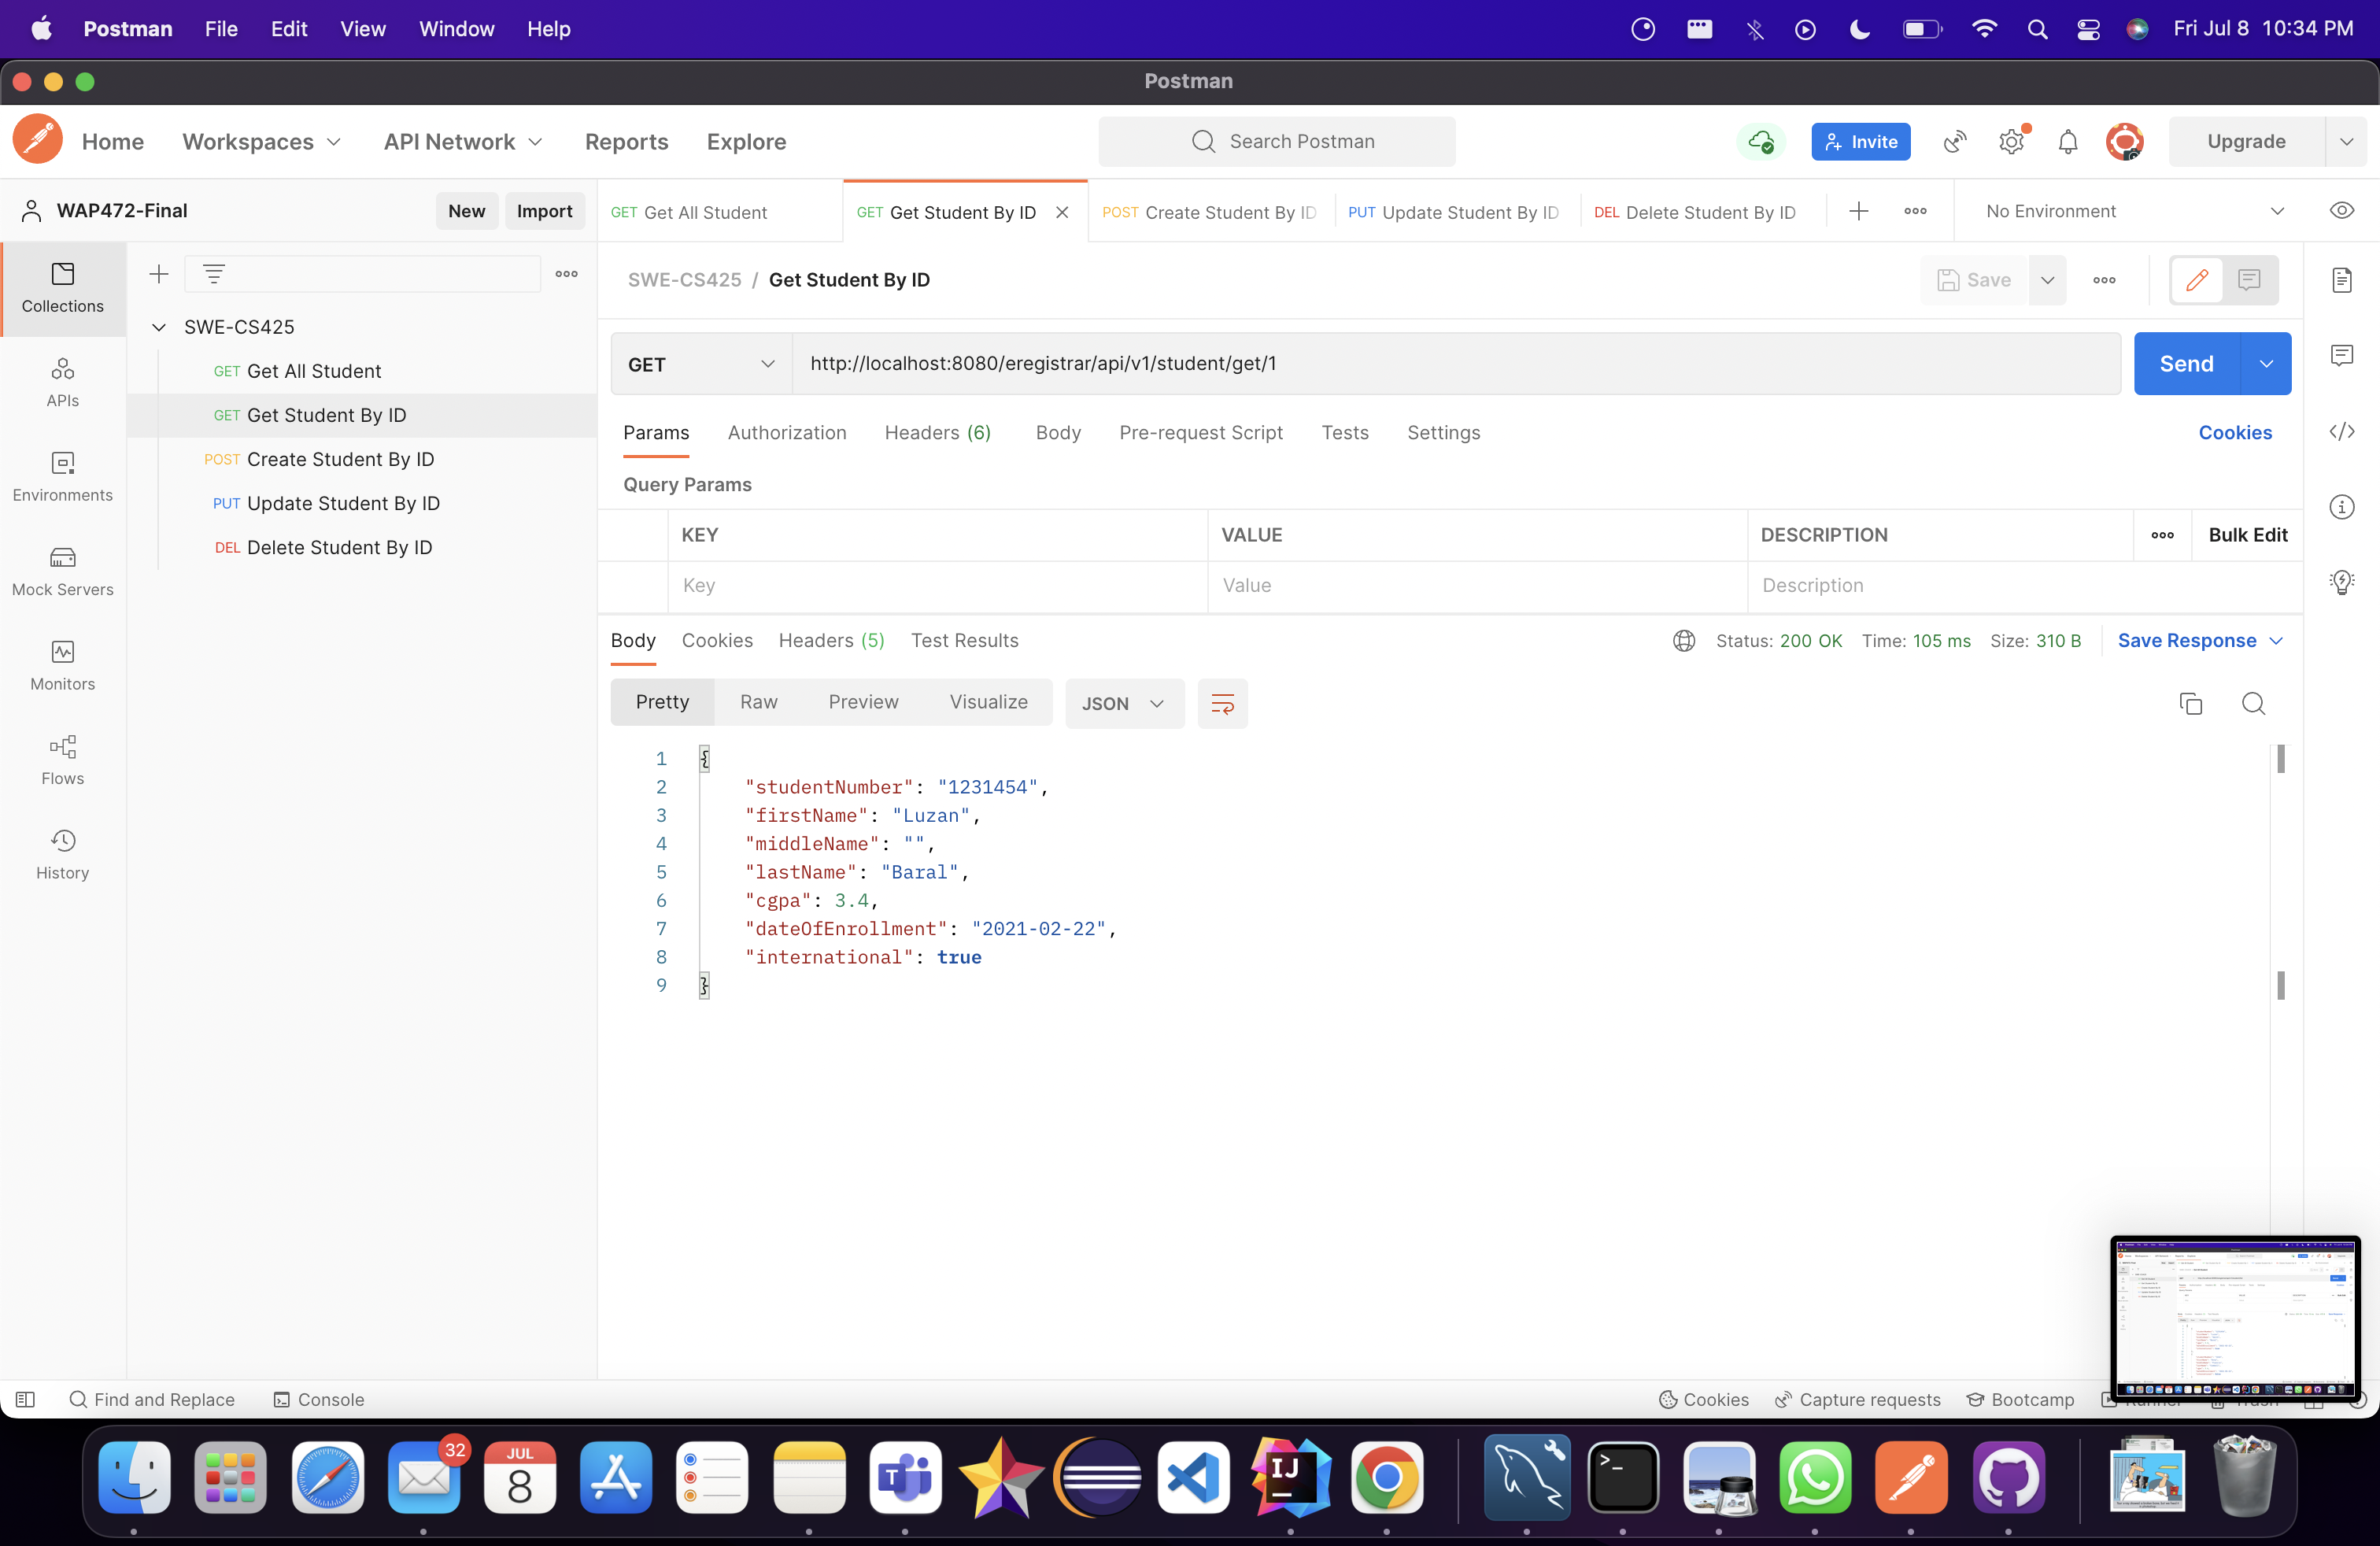 Postman File Edit View Window Help Fri Jul 8 10:34 PM
Postman
Home Workspaces API Network Reports Explore Search Postman Invite Upgrade
WAP472-Final New Import GET Get All Student GET Get Student By ID POST Create Student By ID PUT Update Student By ID DEL Delete Student By ID No Environment
Collections
APIs
Environments
Mock Servers
Monitors
Flows
History
SWE-CS425
GET Get All Student
GET Get Student By ID
POST Create Student By ID
PUT Update Student By ID
DEL Delete Student By ID
SWE-CS425 / Get Student By ID Save
GET http://localhost:8080/eregistrar/api/v1/student/get/1 Send
Params Authorization Headers (6) Body Pre-request Script Tests Settings Cookies
Query Params
KEY VALUE DESCRIPTION Bulk Edit
Key Value Description
Body Cookies Headers (5) Test Results Status: 200 OK Time: 105 ms Size: 310 B Save Response
Pretty Raw Preview Visualize JSON
1 {
2 "studentNumber": "1231454",
3 "firstName": "Luzan",
4 "middleName": "",
5 "lastName": "Baral",
6 "cgpa": 3.4,
7 "dateOfEnrollment": "2021-02-22",
8 "international": true
9 }
Find and Replace Console Cookies Capture requests Bootcamp
32 JUL 8 T IJ >_